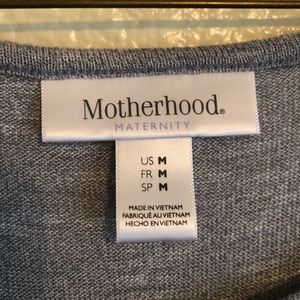 Motherhood®
MATERNITY
US M
FR M
SP M
MADE IN VIETNAM
FABRIQUÉ AU VIETNAM
HECHO EN VIETNAM